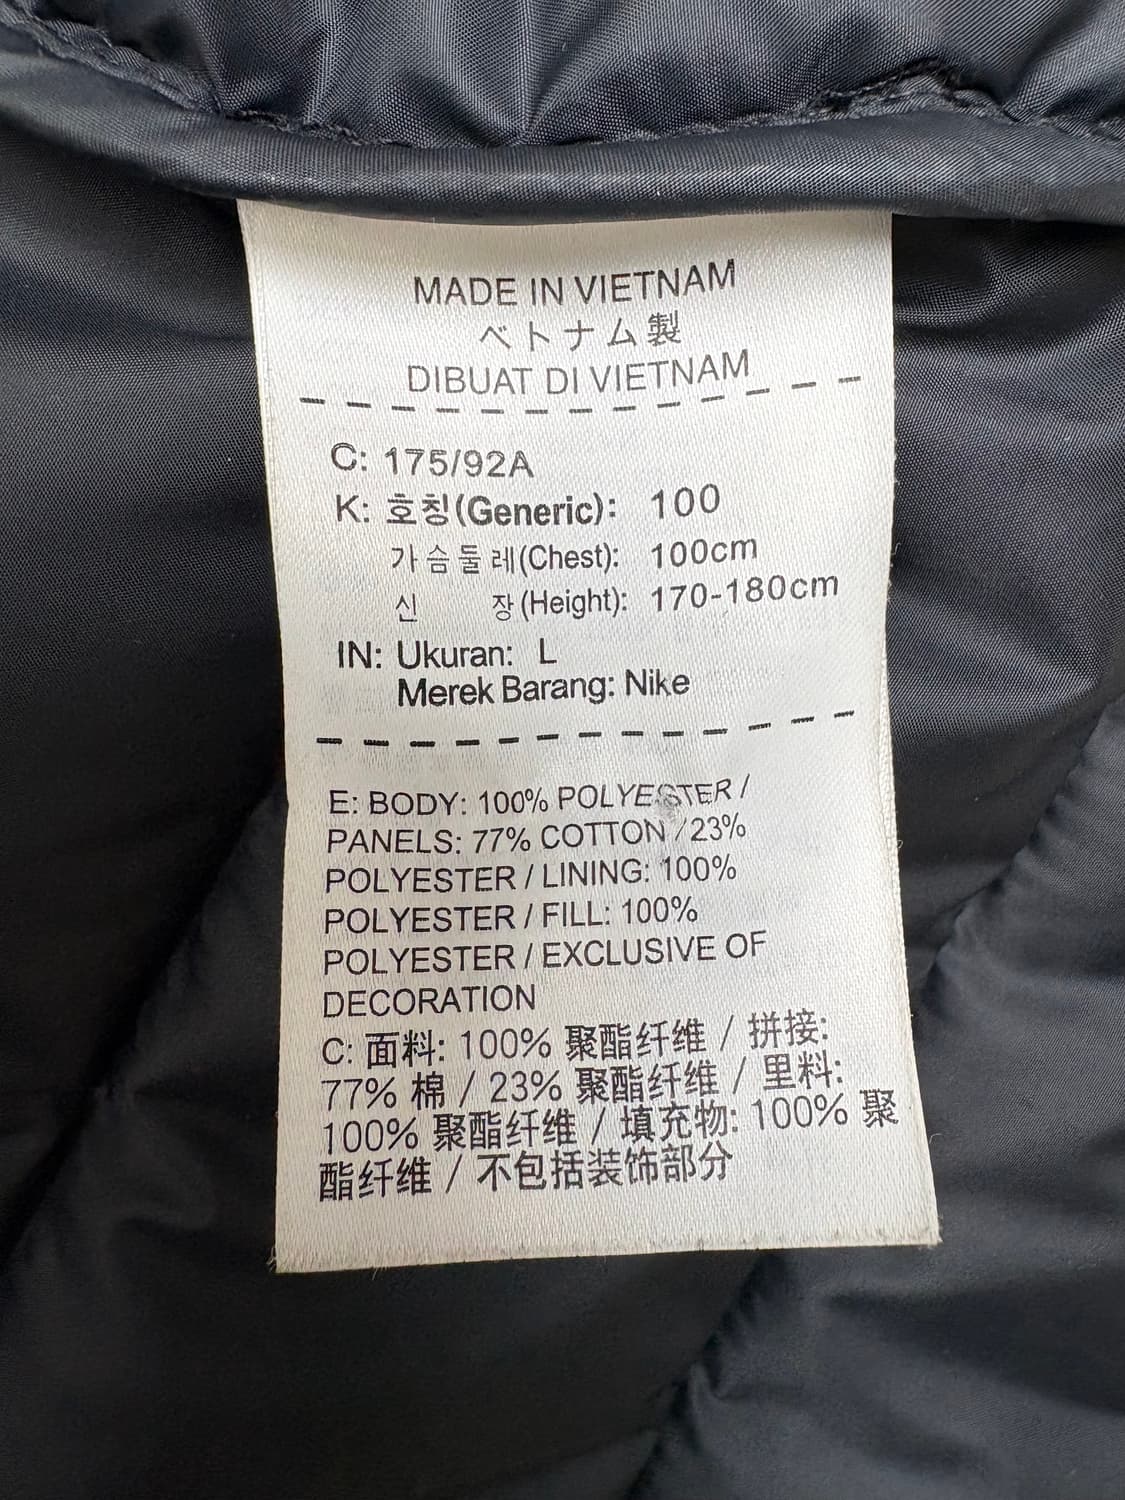 MADE IN VIETNAM
ベトナム製
DIBUAT DI VIETNAM
C: 175/92A
K: 호칭(Generic): 100
가슴둘레(Chest): 100cm
신 장(Height): 170-180cm
IN: Ukuran: L
Merek Barang: Nike
E: BODY: 100% POLYESTER /
PANELS: 77% COTTON / 23%
POLYESTER / LINING: 100%
POLYESTER / FILL: 100%
POLYESTER / EXCLUSIVE OF
DECORATION
C: 面料: 100% 聚酯纤维 / 拼接:
77% 棉 / 23% 聚酯纤维 / 里料:
100% 聚酯纤维 / 填充物: 100% 聚
酯纤维 / 不包括装饰部分